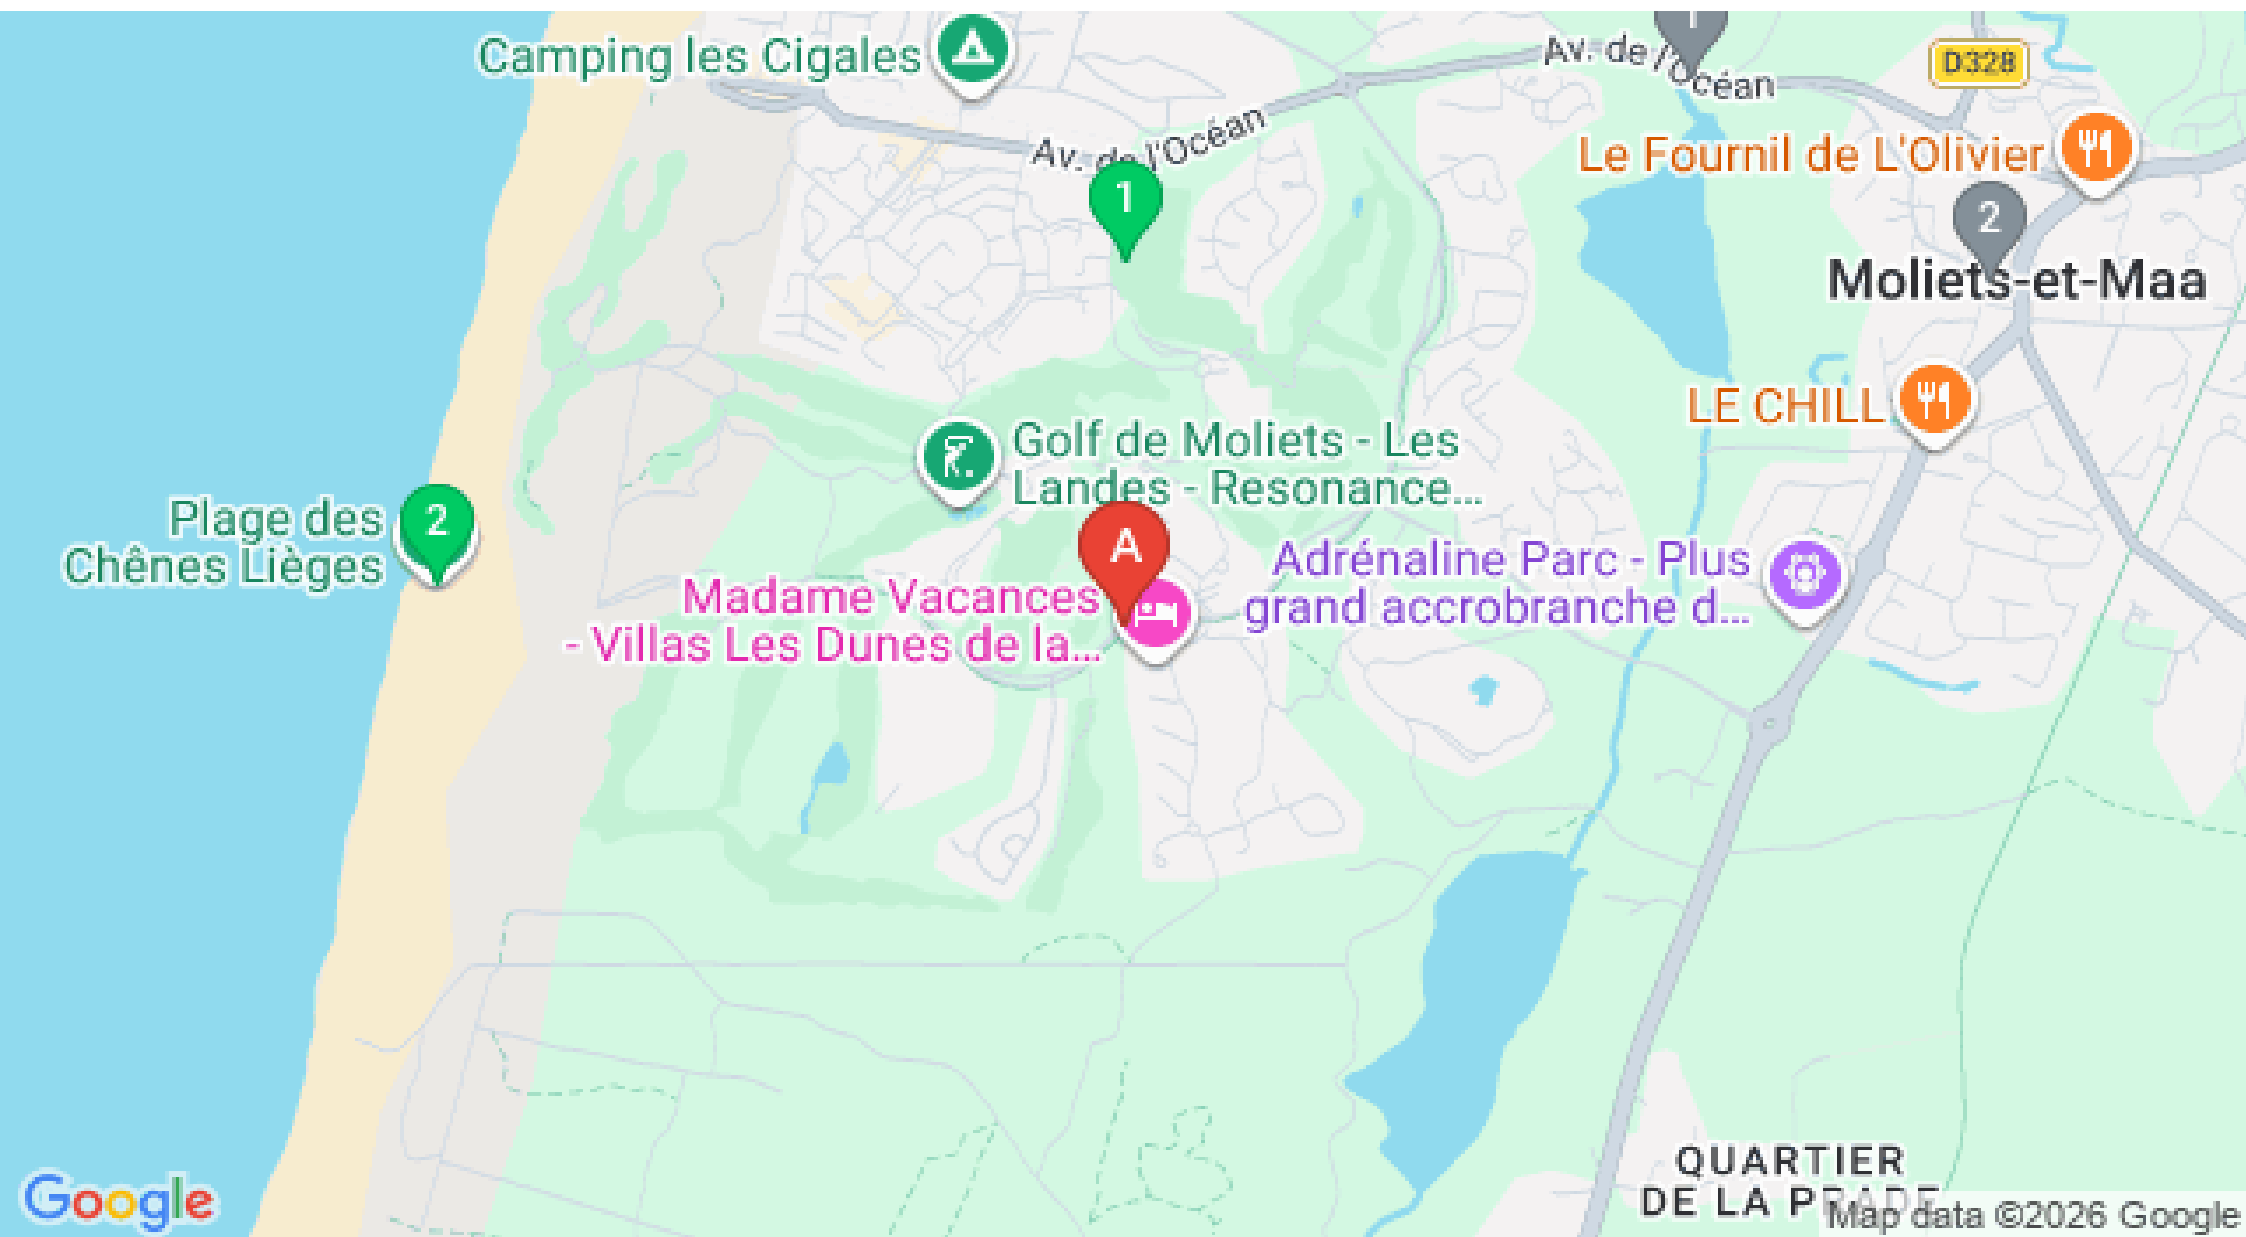 Camping les Cigales
Av. de l'Océan
D328
Av. de l'Océan
Le Fournil de L'Olivier
1
1
2
Moliets-et-Maa
LE CHILL
Golf de Moliets - Les
Landes - Resonance...
Plage des
Chênes Lièges
2
A
Adrénaline Parc - Plus
grand accrobranche d...
Madame Vacances
- Villas Les Dunes de la...
QUARTIER
DE LA PRADE
Google
Map data ©2026 Google